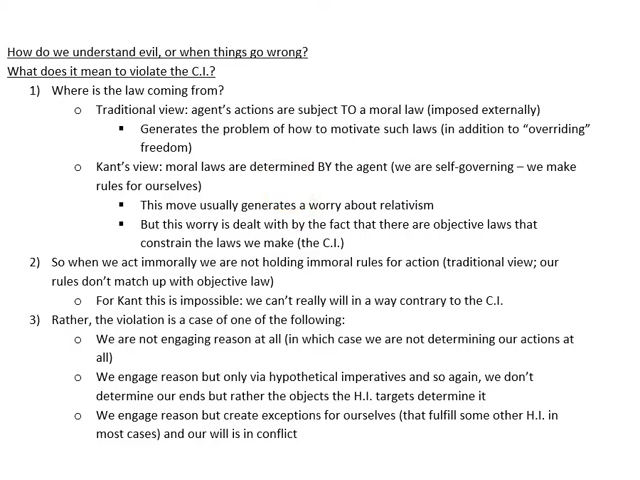 How do we understand evil, or when things go wrong?
What does it mean to violate the C.I.?
1) Where is the law coming from?
o Traditional view: agent's actions are subject TO a moral law (imposed externally)
▪ Generates the problem of how to motivate such laws (in addition to "overriding"
freedom)
o Kant's view: moral laws are determined BY the agent (we are self-governing – we make
rules for ourselves)
▪ This move usually generates a worry about relativism
▪ But this worry is dealt with by the fact that there are objective laws that
constrain the laws we make (the C.I.)
2) So when we act immorally we are not holding immoral rules for action (traditional view; our
rules don't match up with objective law)
o For Kant this is impossible: we can't really will in a way contrary to the C.I.
3) Rather, the violation is a case of one of the following:
o We are not engaging reason at all (in which case we are not determining our actions at
all)
o We engage reason but only via hypothetical imperatives and so again, we don't
determine our ends but rather the objects the H.I. targets determine it
o We engage reason but create exceptions for ourselves (that fulfill some other H.I. in
most cases) and our will is in conflict